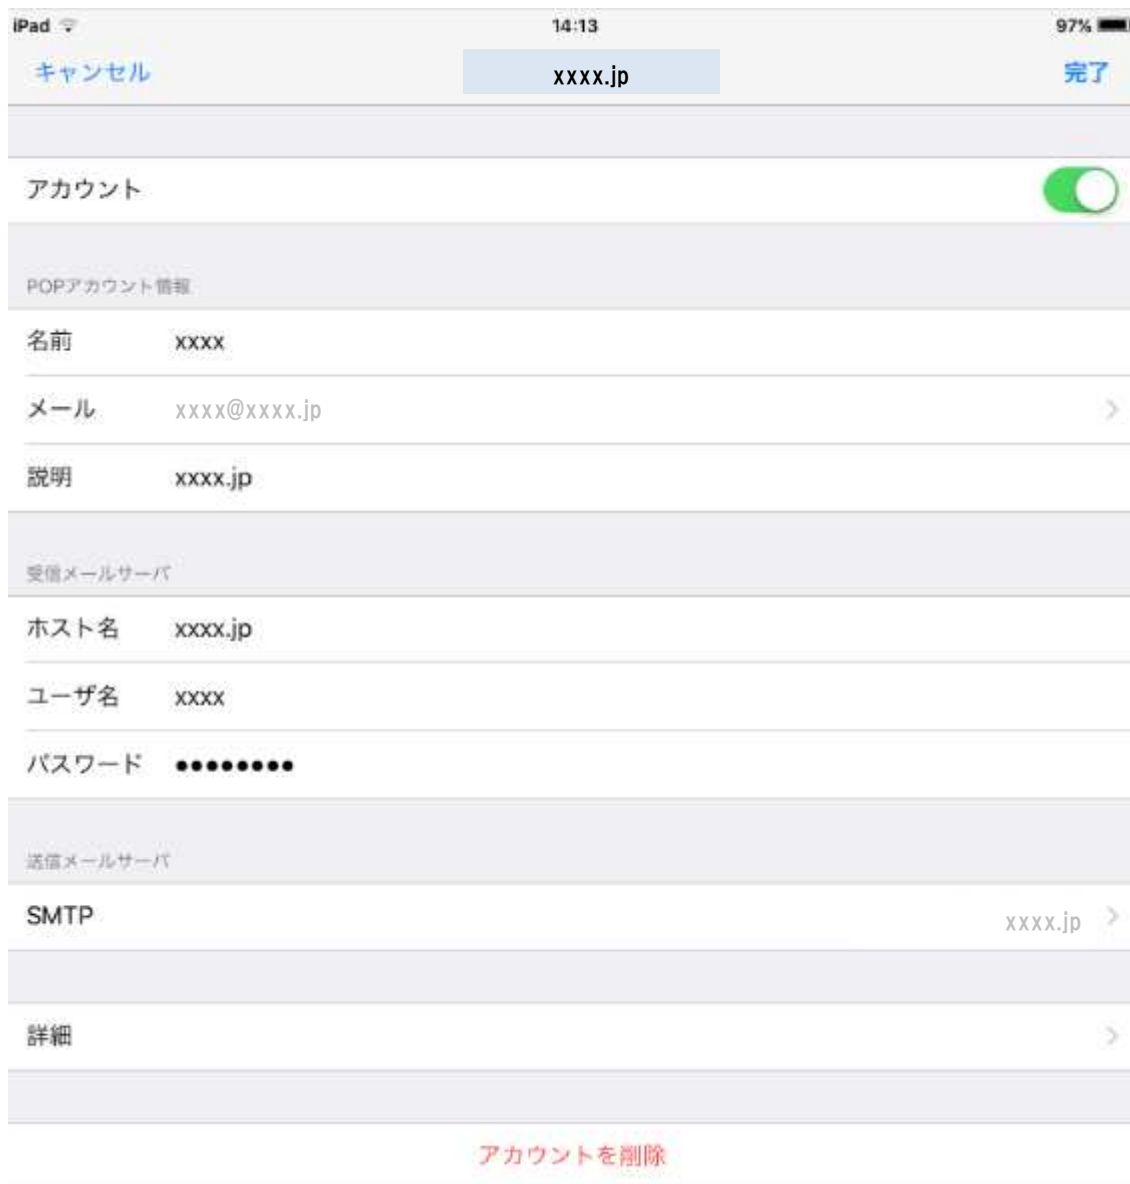 iPad 14:13 97%
キャンセル xxxx.jp 完了
アカウント
POPアカウント情報
名前 xxxx
メール xxxx@xxxx.jp
説明 xxxx.jp
受信メールサーバ
ホスト名 xxxx.jp
ユーザ名 xxxx
パスワード ●●●●●●●●
送信メールサーバ
SMTP xxxx.jp
詳細
アカウントを削除